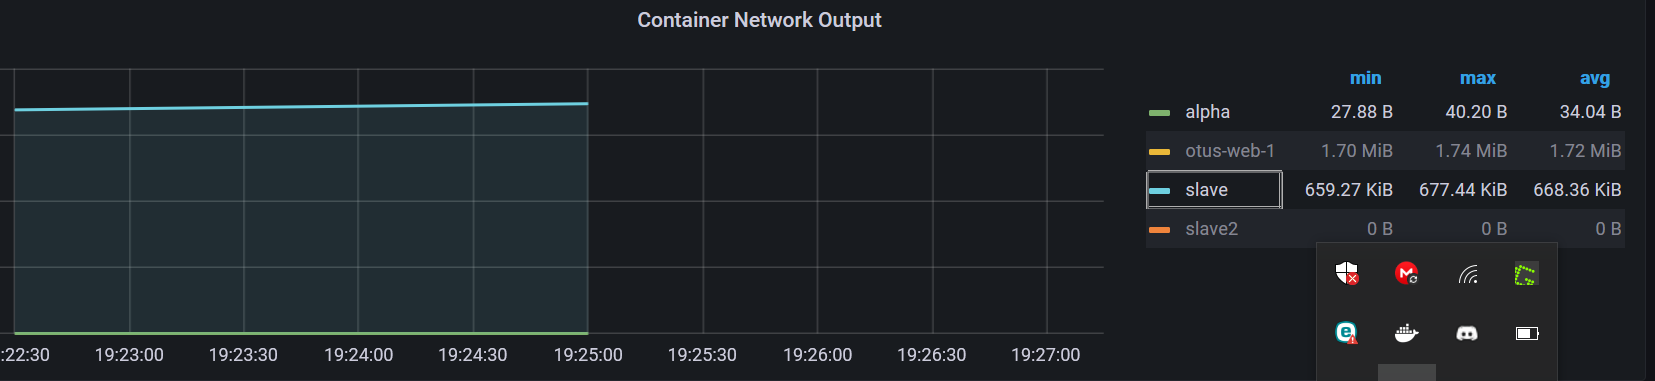 Container Network Output
min max avg
alpha 27.88 B 40.20 B 34.04 B
otus-web-1 1.70 MiB 1.74 MiB 1.72 MiB
slave 659.27 KiB 677.44 KiB 668.36 KiB
slave2 0 B 0 B 0 B
:22:30 19:23:00 19:23:30 19:24:00 19:24:30 19:25:00 19:25:30 19:26:00 19:26:30 19:27:00